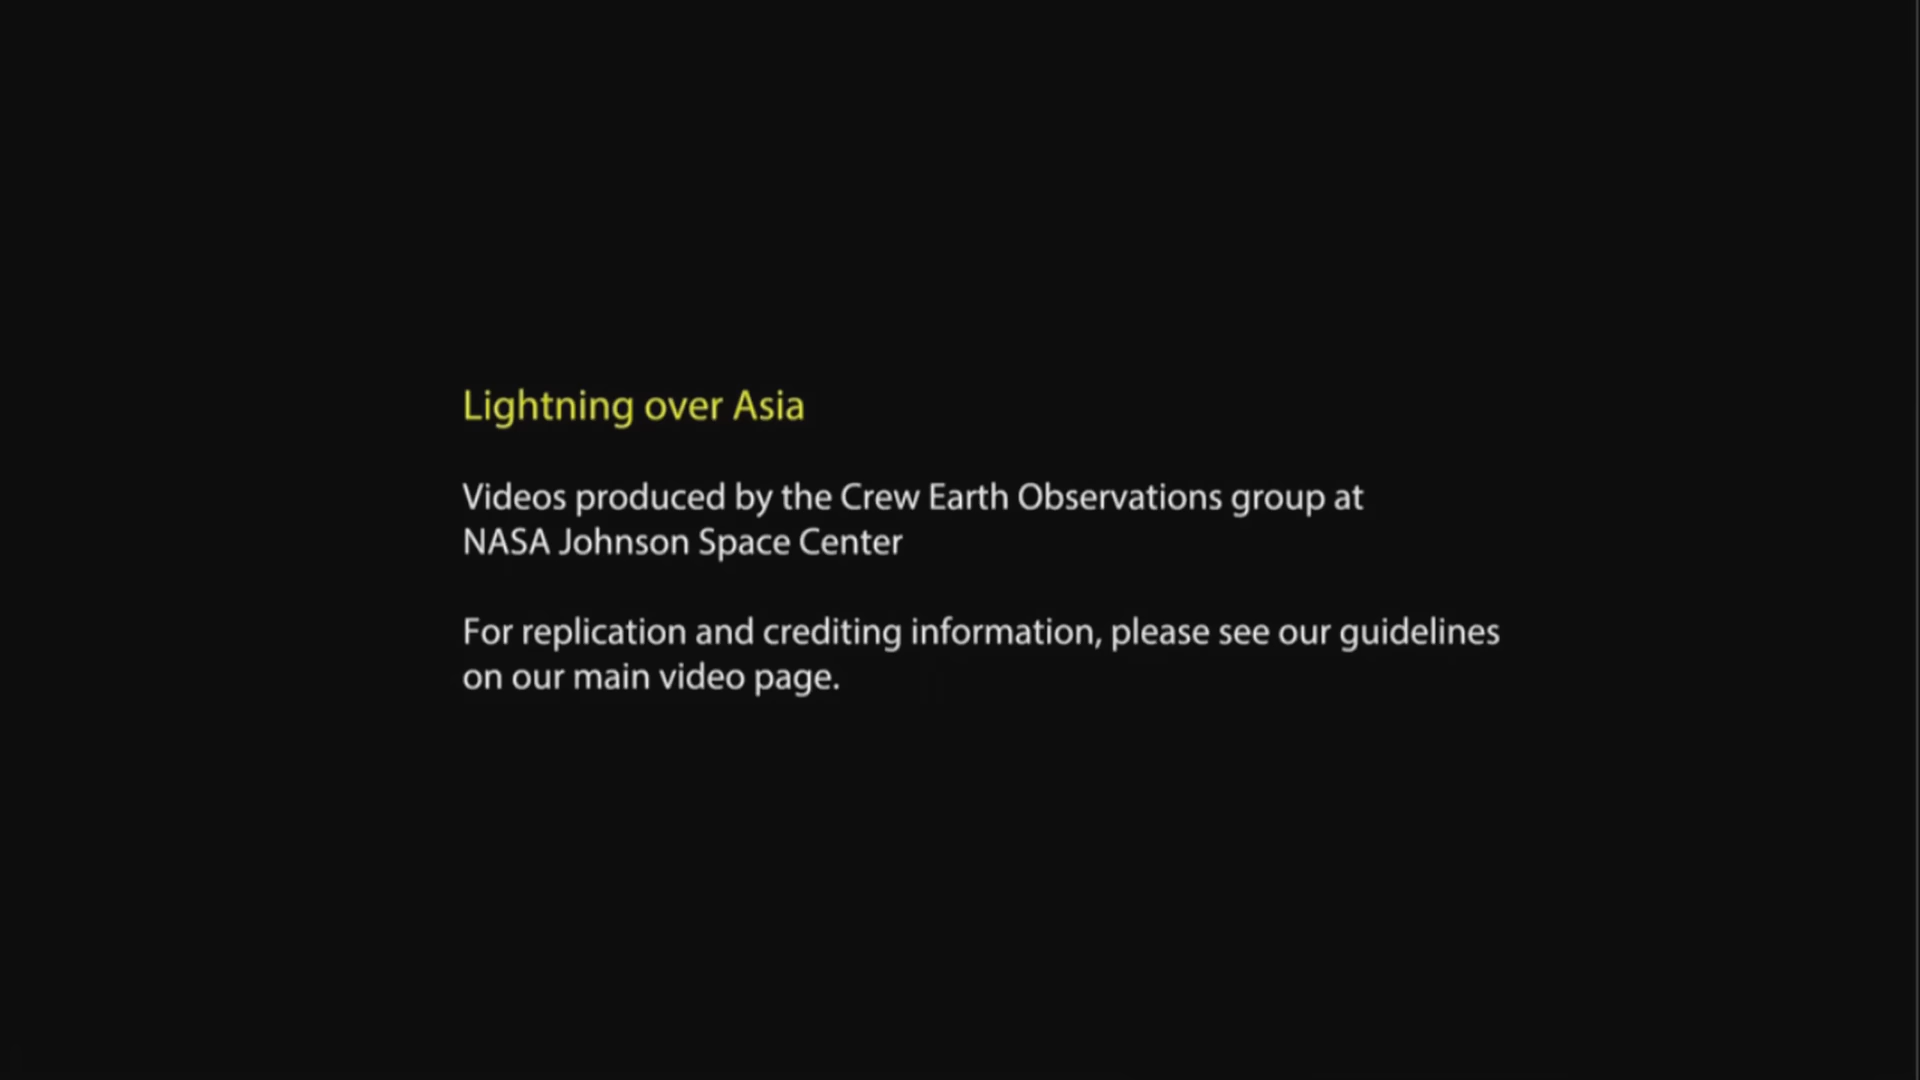 Lightning over Asia
Videos produced by the Crew Earth Observations group at
NASA Johnson Space Center
For replication and crediting information, please see our guidelines
on our main video page.